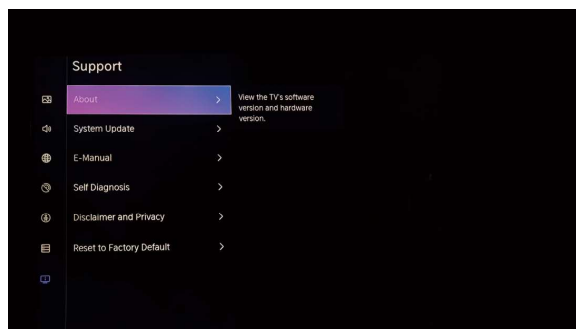 Support
About
View the TV's software
version and hardware
version.
System Update
E-Manual
Self Diagnosis
Disclaimer and Privacy
Reset to Factory Default